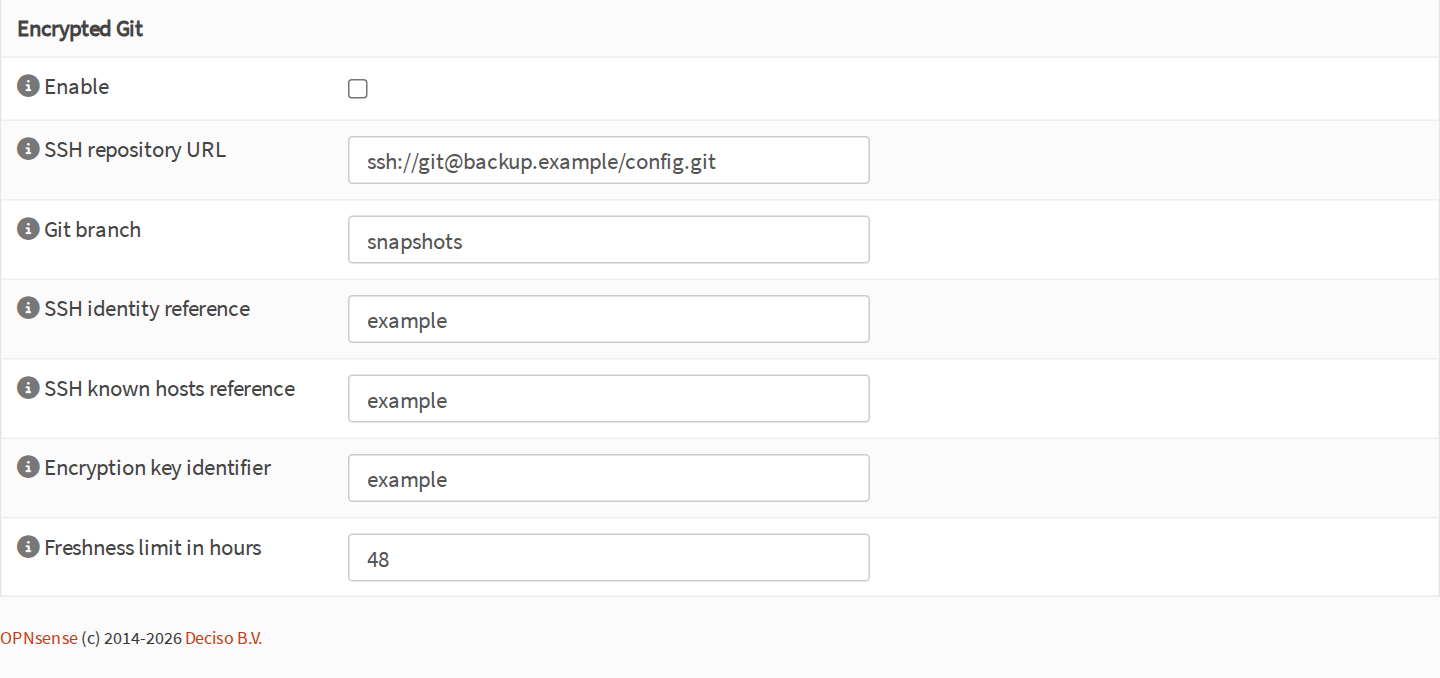 Encrypted Git
Enable
SSH repository URL
ssh://git@backup.example/config.git
Git branch
snapshots
SSH identity reference
example
SSH known hosts reference
example
Encryption key identifier
example
Freshness limit in hours
48
OPNsense (c) 2014-2026 Deciso B.V.